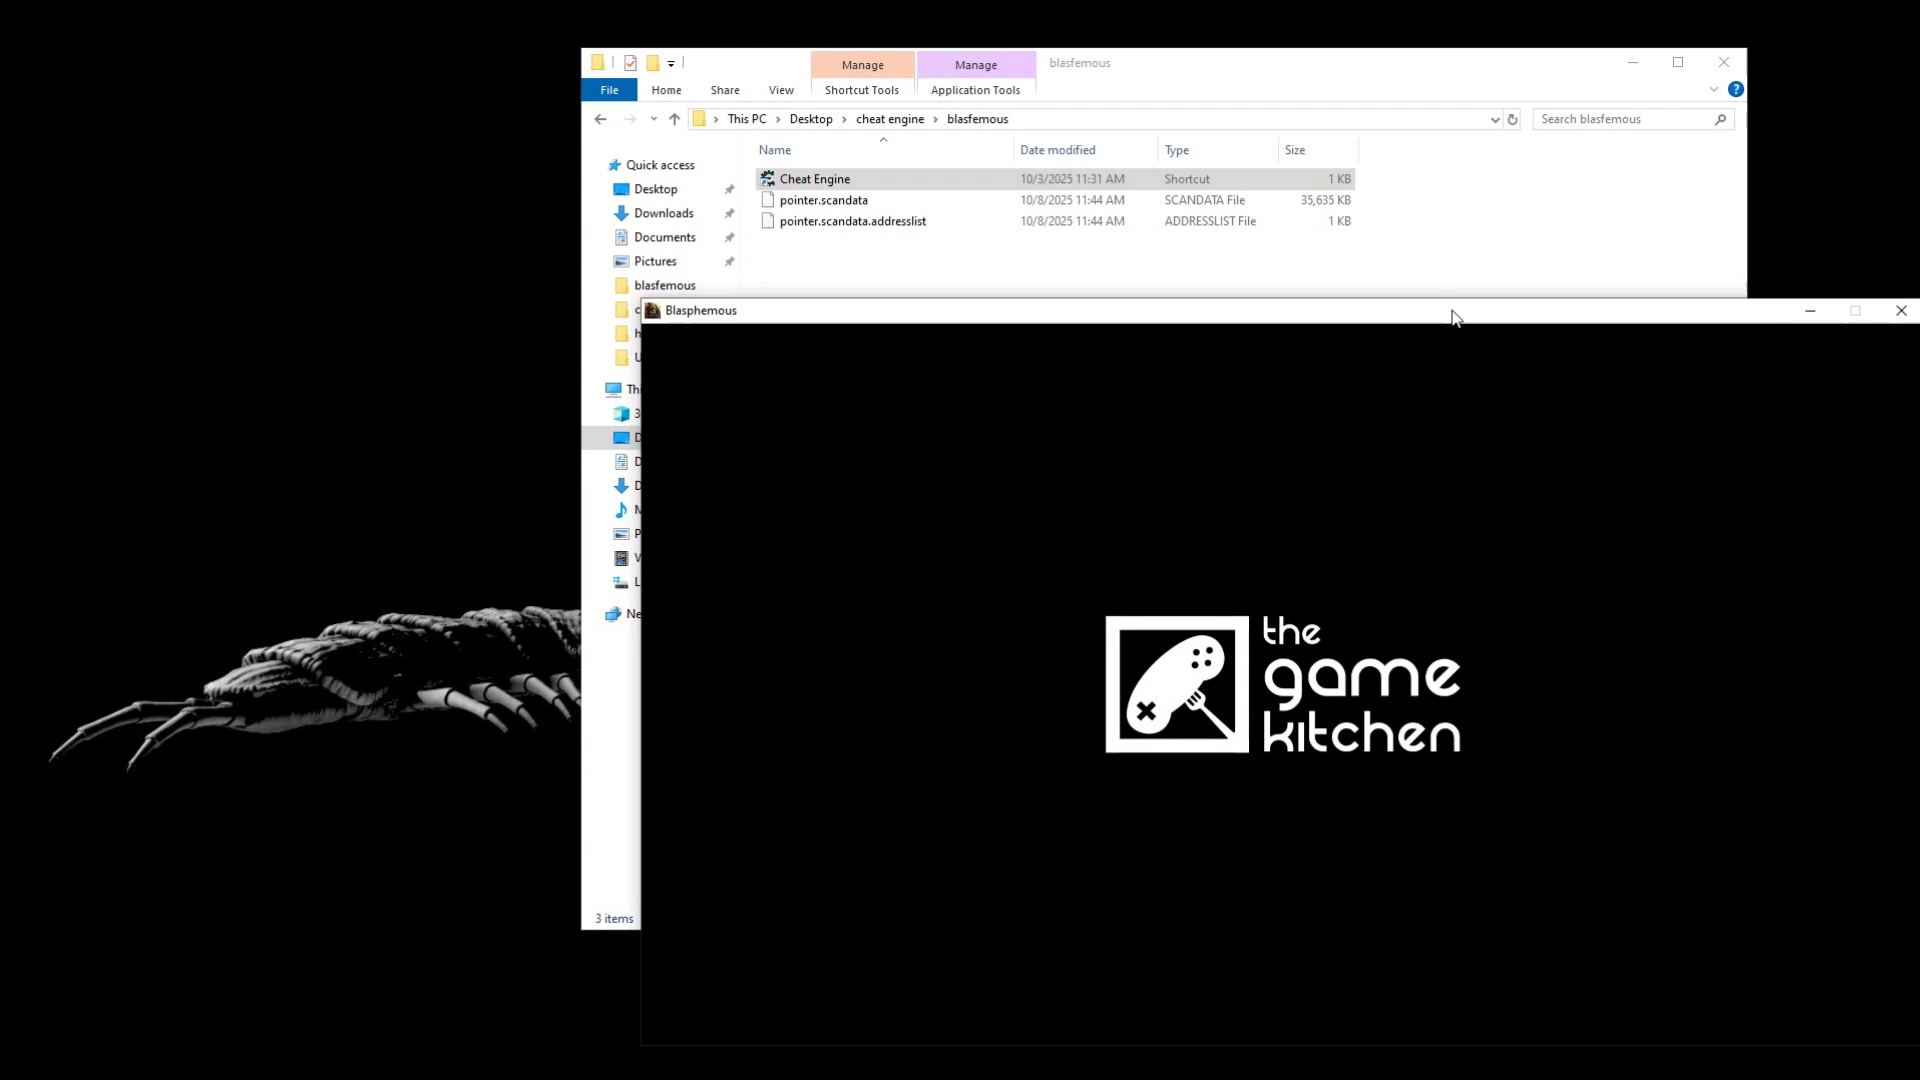 Manage
Manage
blasfemous
File
Home
Share
View
Shortcut Tools
Application Tools
?
This PC
Desktop
cheat engine
blasfemous
Search blasfemous
Name
Date modified
Type
Size
Quick access
Desktop
Downloads
Documents
Pictures
blasfemous
Cheat Engine
10/3/2025 11:31 AM
Shortcut
1 KB
pointer.scandata
10/8/2025 11:44 AM
SCANDATA File
35,635 KB
pointer.scandata.addresslist
10/8/2025 11:44 AM
ADDRESSLIST File
1 KB
Thi
3
D
D
D
M
P
V
L
Ne
3 items
Blasphemous
the
game
kitchen